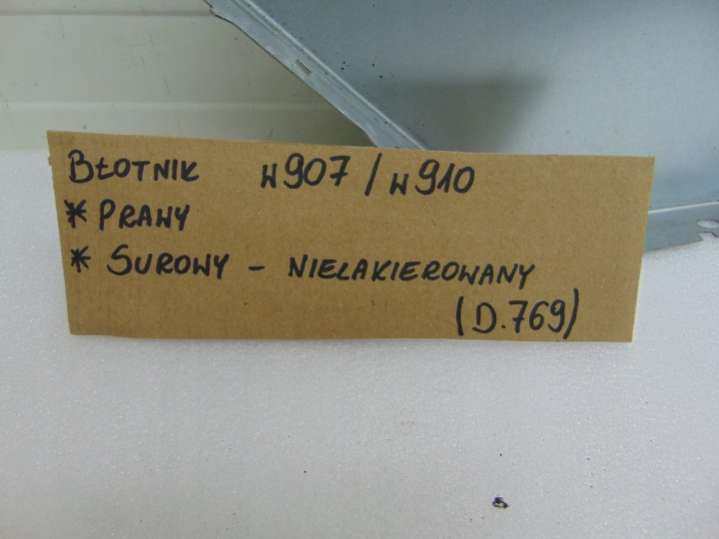 BŁOTNIK W907 / W910
* PRAWY
* SUROWY - NIELAKIEROWANY
(D.769)